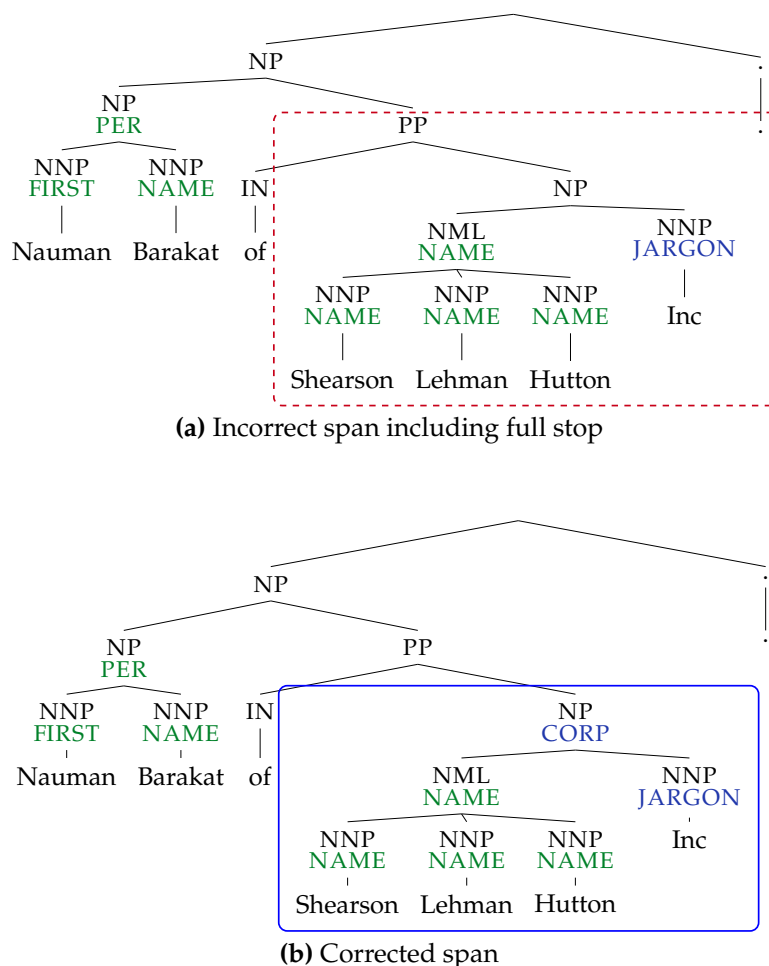 NP .
NP
PER PP .
NNP NNP
FIRST NAME IN NP
NML NNP
Nauman Barakat of NAME JARGON
NNP NNP NNP
NAME NAME NAME Inc
Shearson Lehman Hutton
(a) Incorrect span including full stop
NP .
NP PP .
PER
NNP NNP IN NP
FIRST NAME CORP
Nauman Barakat of NML NNP
NAME JARGON
NNP NNP NNP Inc
NAME NAME NAME
Shearson Lehman Hutton
(b) Corrected span